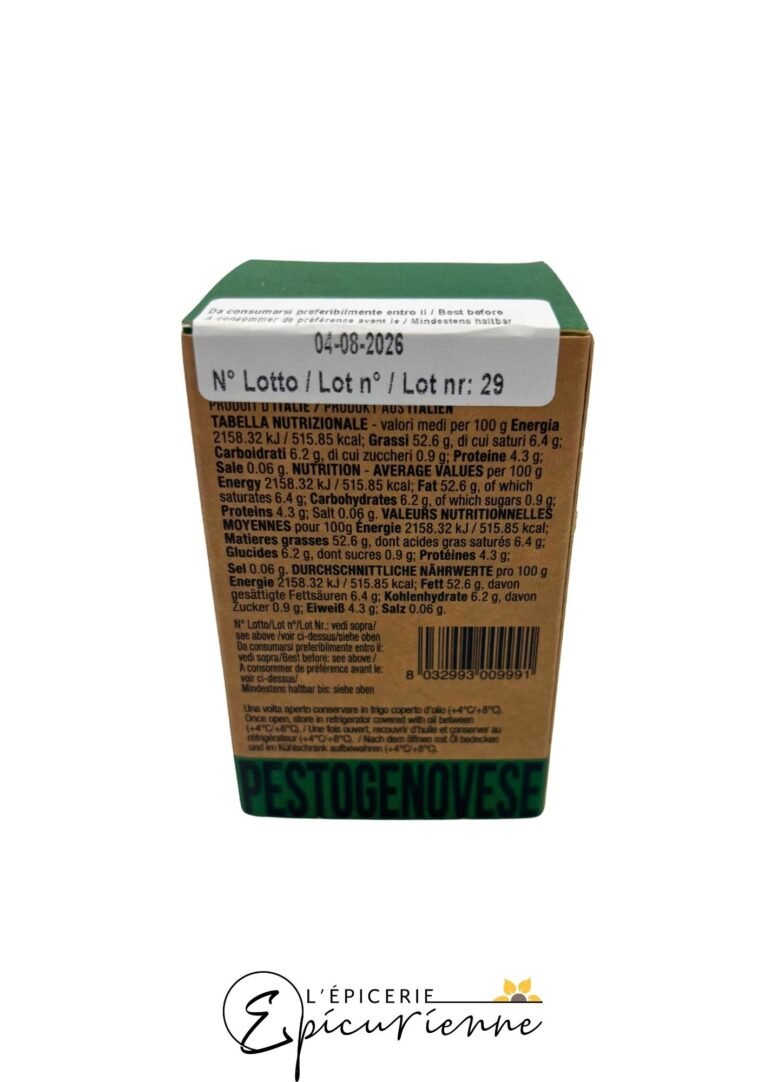 Da consumarsi preferibilmente entro il / Best before
A consommer de préférence avant le / Mindestens haltbar
04-08-2026
N° Lotto / Lot n° / Lot nr: 29
PRODUIT D'ITALIE / PRODUKT AUS ITALIEN
TABELLA NUTRIZIONALE - valori medi per 100 g Energia
2158.32 kJ / 515.85 kcal; Grassi 52.6 g, di cui saturi 6.4 g;
Carboidrati 6.2 g, di cui zuccheri 0.9 g; Proteine 4.3 g;
Sale 0.06 g. NUTRITION - AVERAGE VALUES per 100 g
Energy 2158.32 kJ / 515.85 kcal; Fat 52.6 g, of which
saturates 6.4 g; Carbohydrates 6.2 g, of which sugars 0.9 g;
Proteins 4.3 g; Salt 0.06 g. VALEURS NUTRITIONNELLES
MOYENNES pour 100g Énergie 2158.32 kJ / 515.85 kcal;
Matieres grasses 52.6 g, dont acides gras saturés 6.4 g;
Glucides 6.2 g, dont sucres 0.9 g; Protéines 4.3 g;
Sel 0.06 g. DURCHSCHNITTLICHE NÄHRWERTE pro 100 g
Energie 2158.32 kJ / 515.85 kcal; Fett 52.6 g, davon
gesättigte Fettsäuren 6.4 g; Kohlenhydrate 6.2 g, davon
Zucker 0.9 g; Eiweiß 4.3 g; Salz 0.06 g.
N° Lotto/Lot n°/Lot Nr.: vedi sopra/
see above /voir ci-dessus/siehe oben
Da consumarsi preferibilmente entro il:
vedi sopra/Best before: see above /
A consommer de préférence avant le:
voir ci-dessus/
Mindestens haltbar bis: siehe oben
8 032993 009991
Una volta aperto conservare in frigo coperto d'olio (+4°C/+8°C).
Once open, store in refrigerator covered with oil between
(+4°C/+8°C). / Une fois ouvert, recouvrir d'huile et conserver au
réfrigérateur (+4°C/+8°C). / Nach dem öffnen mit Öl bedecken
und im Kühlschrank aufbewahren (+4°C/+8°C).
PESTOGENOVESE
L'ÉPICERIE
Epicurienne